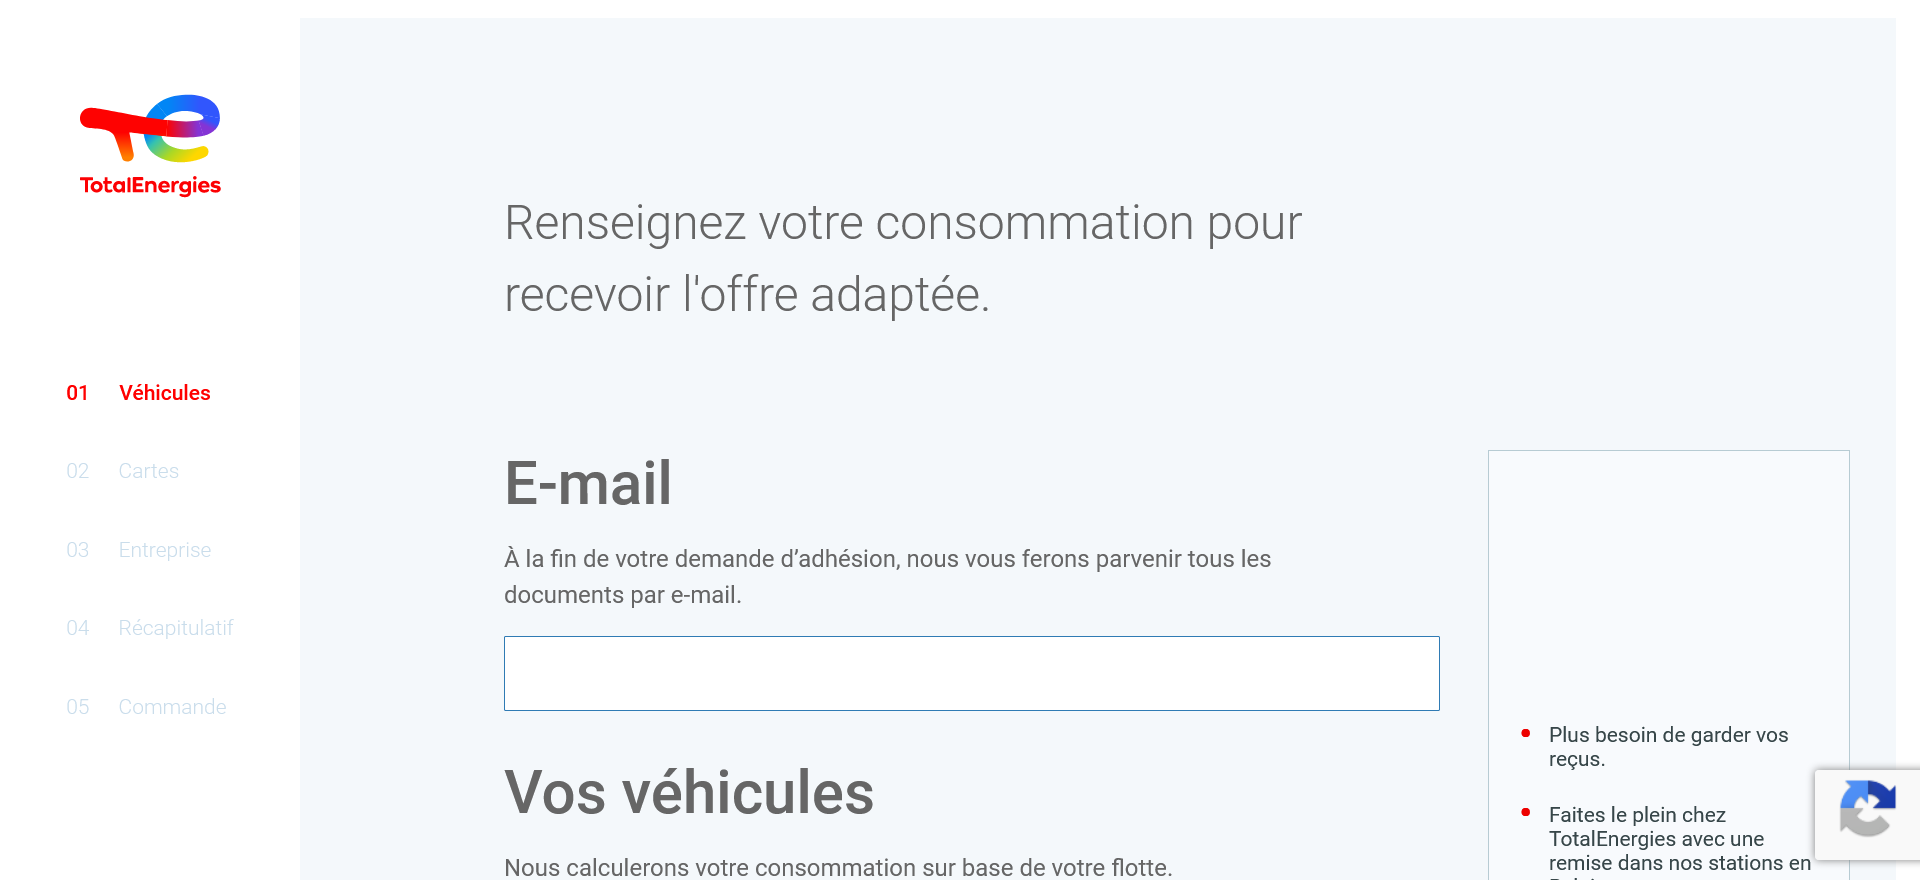 TotalEnergies
01 Véhicules
02 Cartes
03 Entreprise
04 Récapitulatif
05 Commande
Renseignez votre consommation pour
recevoir l'offre adaptée.
E-mail
À la fin de votre demande d’adhésion, nous vous ferons parvenir tous les
documents par e-mail.
Vos véhicules
Nous calculerons votre consommation sur base de votre flotte.
Plus besoin de garder vos
reçus.
Faites le plein chez
TotalEnergies avec une
remise dans nos stations en